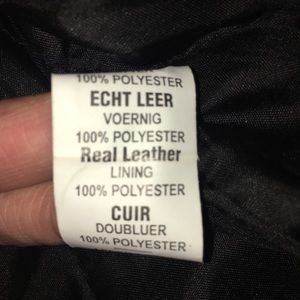 100% POLYESTER
ECHT LEER
VOERNIG
100% POLYESTER
Real Leather
LINING
100% POLYESTER
CUIR
DOUBLUER
100% POLYESTER